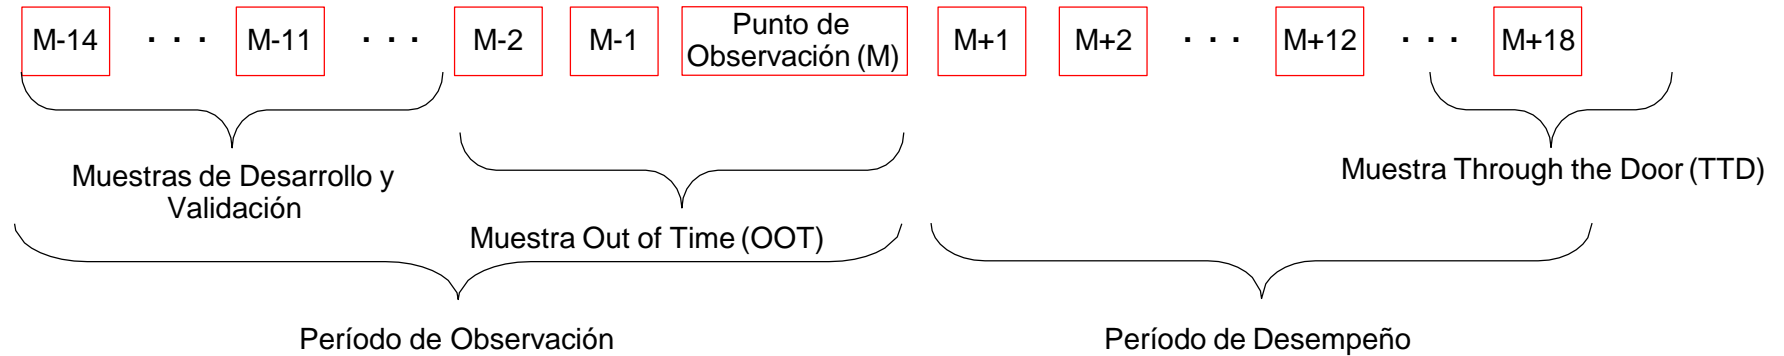 M-14 . . . M-11 . . . M-2 M-1 Punto de Observación (M) M+1 M+2 . . . M+12 . . . M+18
Muestras de Desarrollo y
Validación
Muestra Out of Time (OOT)
Muestra Through the Door (TTD)
Período de Observación
Período de Desempeño